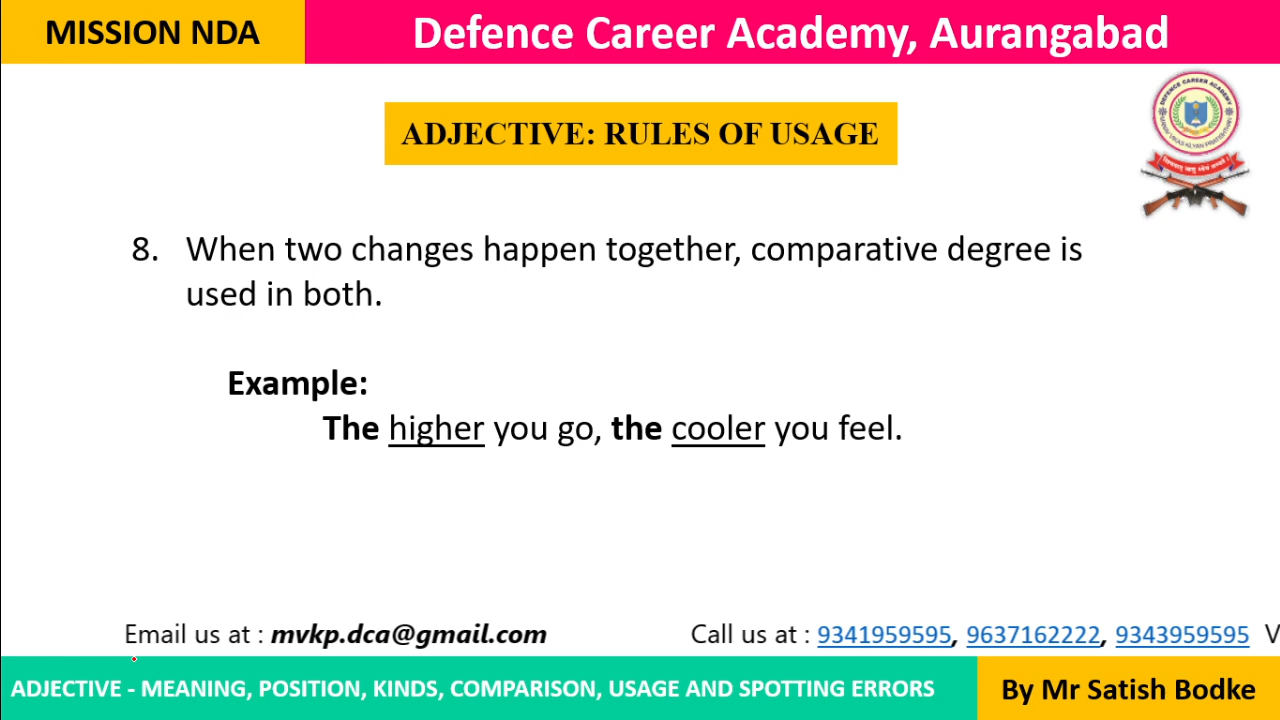 MISSION NDA
Defence Career Academy, Aurangabad
DEFENCE CAREER ACADEMY
ADJECTIVE: RULES OF USAGE
8. When two changes happen together, comparative degree is
used in both.
Example:
The higher you go, the cooler you feel.
Email us at : mvkp.dca@gmail.com
Call us at : 9341959595, 9637162222, 9343959595 V
ADJECTIVE - MEANING, POSITION, KINDS, COMPARISON, USAGE AND SPOTTING ERRORS
By Mr Satish Bodke